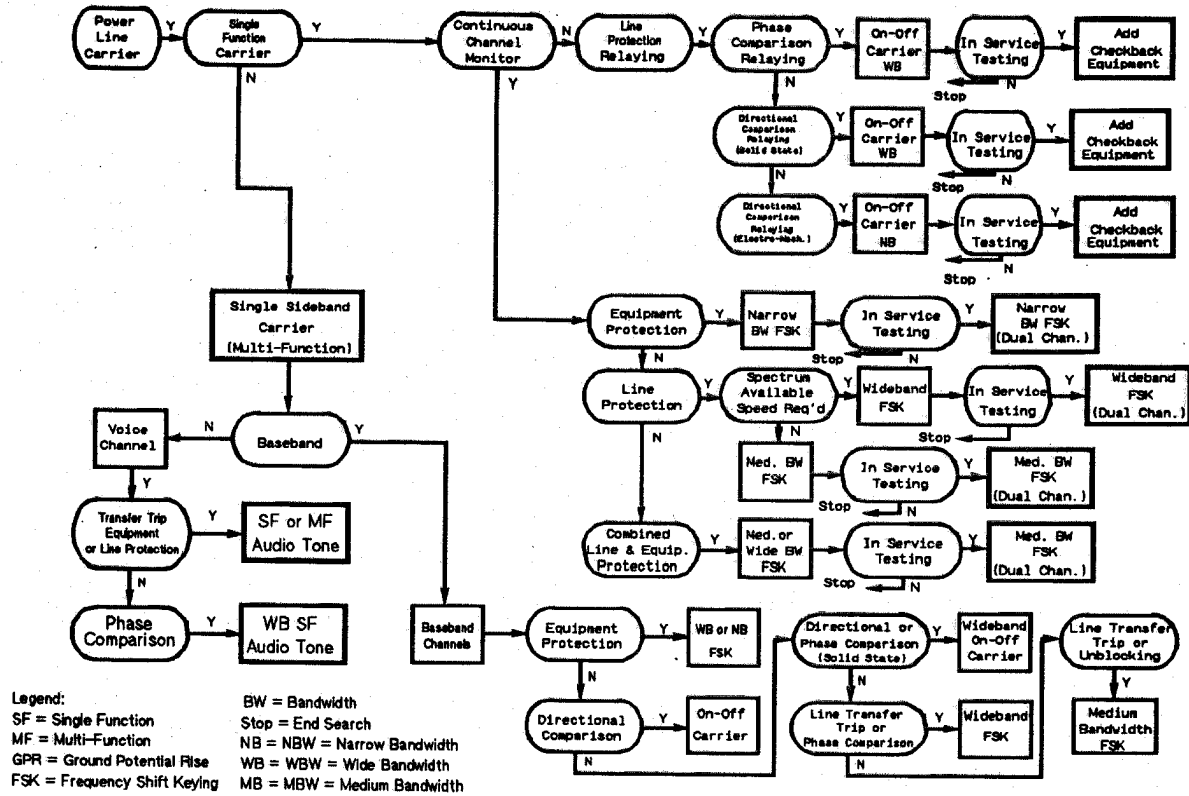 Power
Line
Carrier
Y
Single
Function
Carrier
Y
N
Continuous
Channel
Monitor
N
Y
Line
Protection
Relaying
Y
Phase
Comparison
Relaying
Y
N
On-Off
Carrier
WB
In Service
Testing
Y
N
Stop
Add
Checkback
Equipment
Directional
Comparison
Relaying
(Solid State)
Y
N
On-Off
Carrier
WB
In Service
Testing
Y
N
Stop
Add
Checkback
Equipment
Directional
Comparison
Relaying
(Electro-Mech.)
Y
On-Off
Carrier
NB
In Service
Testing
Y
N
Stop
Add
Checkback
Equipment
Single Sideband
Carrier
(Multi-Function)
Equipment
Protection
Y
N
Narrow
BW FSK
In Service
Testing
Y
N
Stop
Narrow
BW FSK
(Dual Chan.)
Line
Protection
Y
N
Spectrum
Available
Speed Req'd
Y
N
Wideband
FSK
In Service
Testing
Y
N
Stop
Wideband
FSK
(Dual Chan.)
Med. BW
FSK
In Service
Testing
Y
N
Stop
Med. BW
FSK
(Dual Chan.)
Combined
Line & Equip.
Protection
Y
Med. or
Wide BW
FSK
In Service
Testing
Y
N
Stop
Med. BW
FSK
(Dual Chan.)
Baseband
N
Y
Voice
Channel
Y
Transfer Trip
Equipment
or Line Protection
Y
N
SF or MF
Audio Tone
Phase
Comparison
Y
WB SF
Audio Tone
Baseband
Channels
Equipment
Protection
Y
N
WB or NB
FSK
Directional
Comparison
Y
N
On-Off
Carrier
Directional or
Phase Comparison
(Solid State)
Y
N
Wideband
On-Off
Carrier
Line Transfer
Trip or
Phase Comparison
Y
N
Wideband
FSK
Line Transfer
Trip or
Unblocking
Y
Medium
Bandwidth
FSK
Legend:
SF = Single Function
MF = Multi-Function
GPR = Ground Potential Rise
FSK = Frequency Shift Keying
BW = Bandwidth
Stop = End Search
NB = NBW = Narrow Bandwidth
WB = WBW = Wide Bandwidth
MB = MBW = Medium Bandwidth